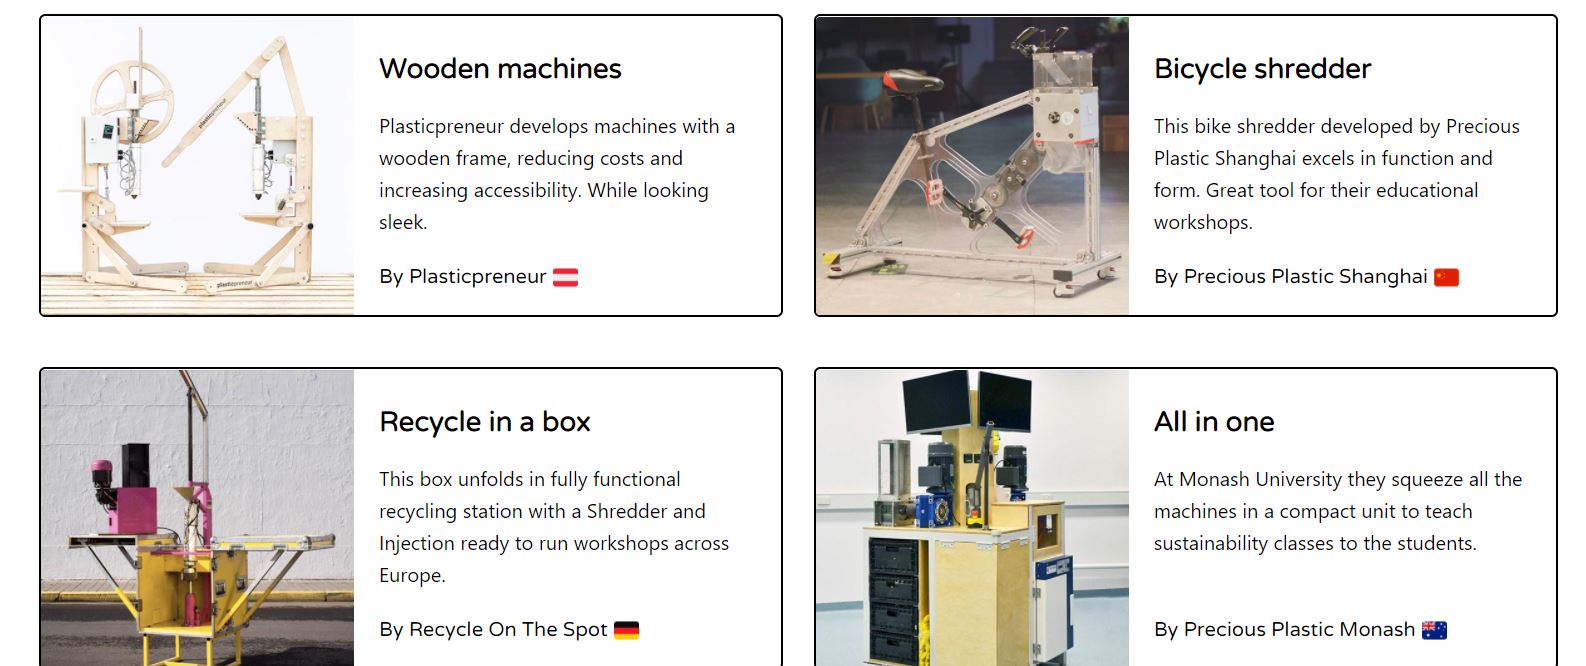 Wooden machines
Plasticpreneur develops machines with a
wooden frame, reducing costs and
increasing accessibility. While looking
sleek.
By Plasticpreneur
plasticpreneur
plasticpreneur
Bicycle shredder
This bike shredder developed by Precious
Plastic Shanghai excels in function and
form. Great tool for their educational
workshops.
By Precious Plastic Shanghai
Recycle in a box
This box unfolds in fully functional
recycling station with a Shredder and
Injection ready to run workshops across
Europe.
By Recycle On The Spot
All in one
At Monash University they squeeze all the
machines in a compact unit to teach
sustainability classes to the students.
By Precious Plastic Monash